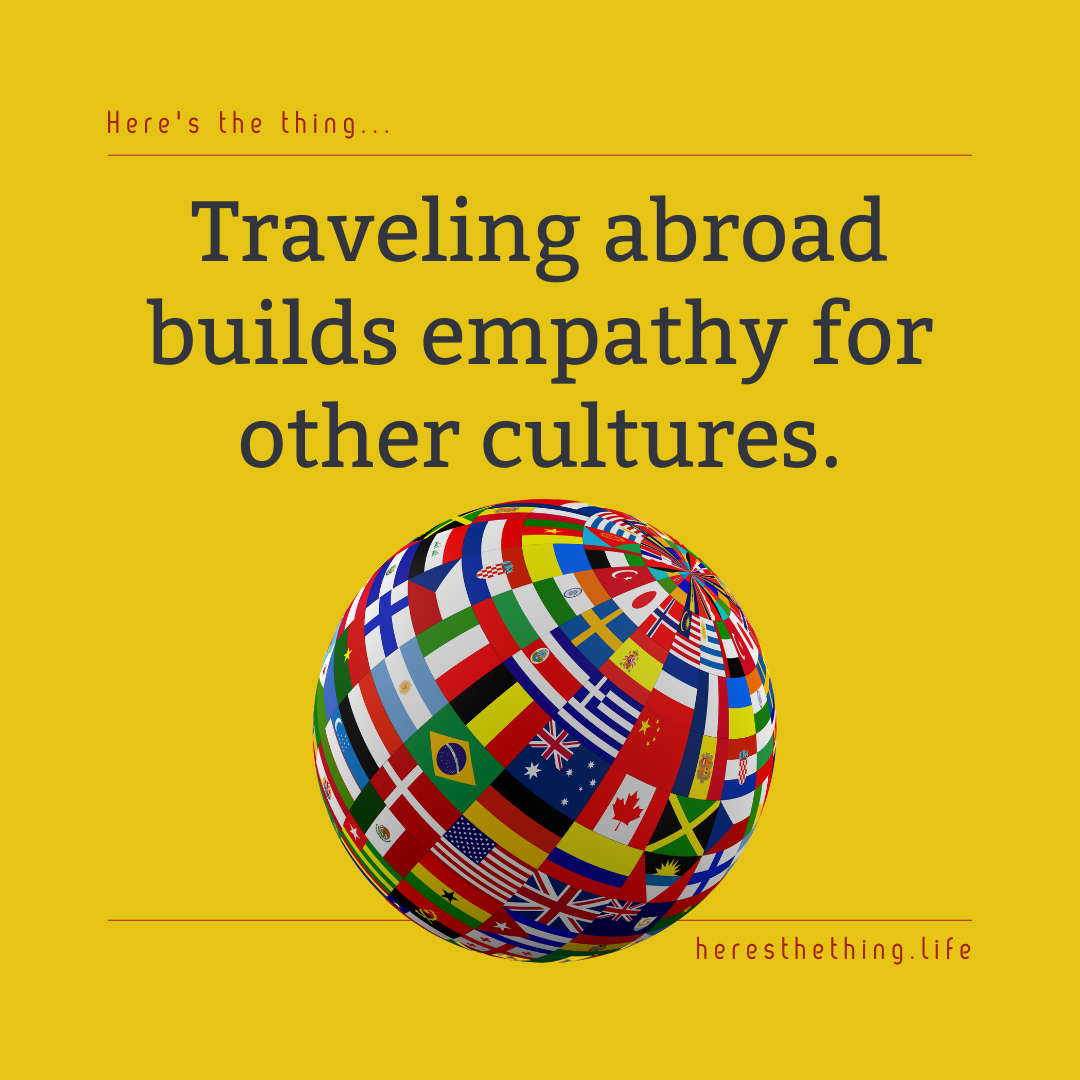 Here's the thing...
Traveling abroad
builds empathy for
other cultures.
heresthething.life